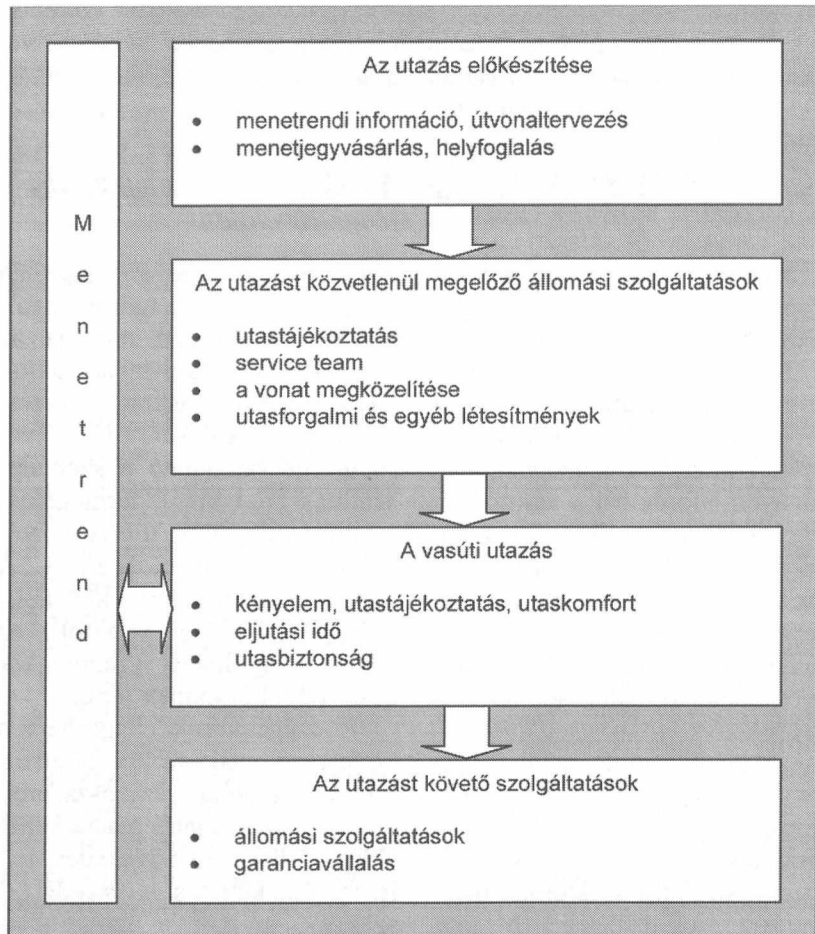 Menetrend
Az utazás előkészítése
• menetrendi információ, útvonaltervezés
• menetjegyvásárlás, helyfoglalás
Az utazást közvetlenül megelőző állomási szolgáltatások
• utastájékoztatás
• service team
• a vonat megközelítése
• utasforgalmi és egyéb létesítmények
A vasúti utazás
• kényelem, utastájékoztatás, utaskomfort
• eljutási idő
• utasbiztonság
Az utazást követő szolgáltatások
• állomási szolgáltatások
• garanciavállalás